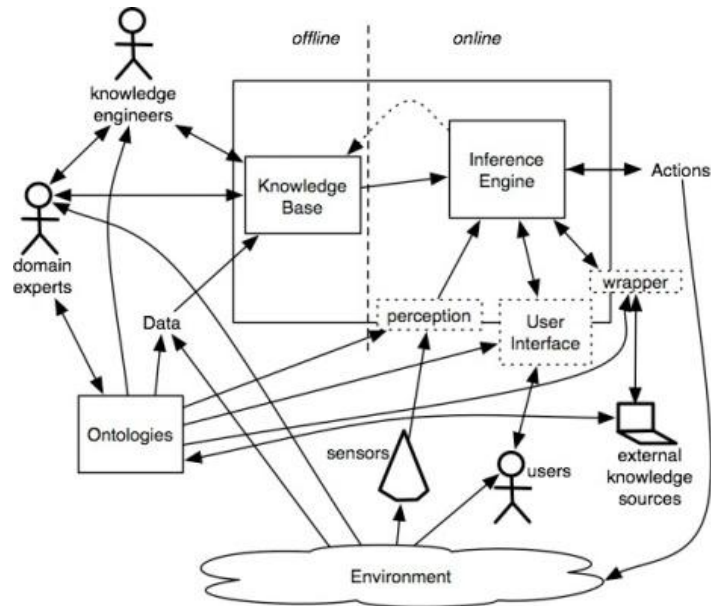 offline
online
knowledge
engineers
Knowledge
Base
Inference
Engine
Actions
domain
experts
wrapper
Data
perception
User
Interface
Ontologies
sensors
users
external
knowledge
sources
Environment